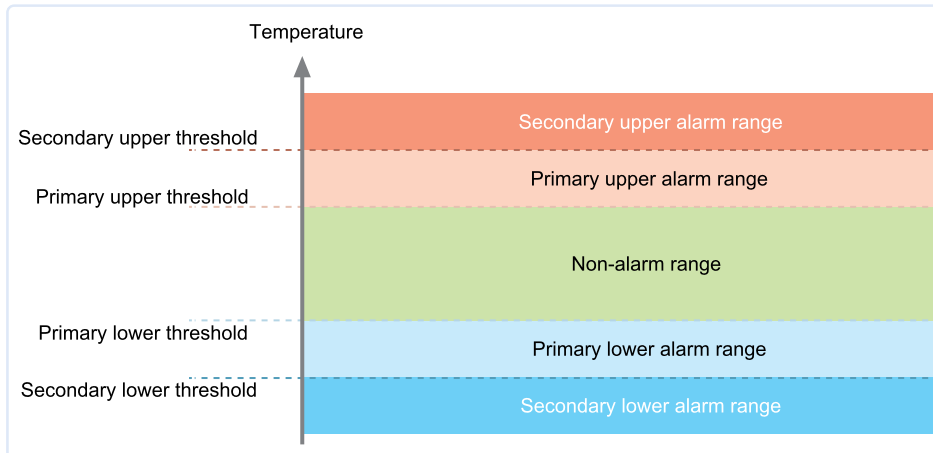 Temperature
Secondary upper alarm range
Secondary upper threshold
Primary upper alarm range
Primary upper threshold
Non-alarm range
Primary lower threshold
Primary lower alarm range
Secondary lower threshold
Secondary lower alarm range